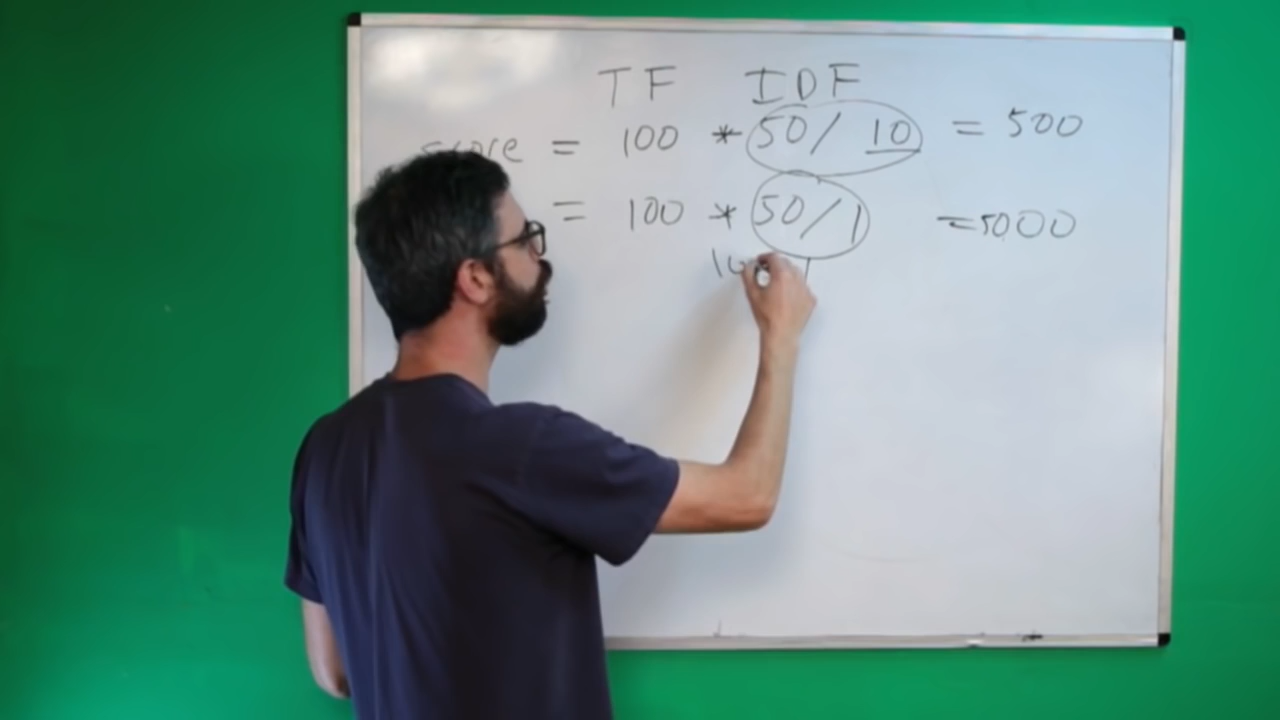 TF IDF
score = 100 * 50/ 10 = 500
= 100 * 50/1 =5000